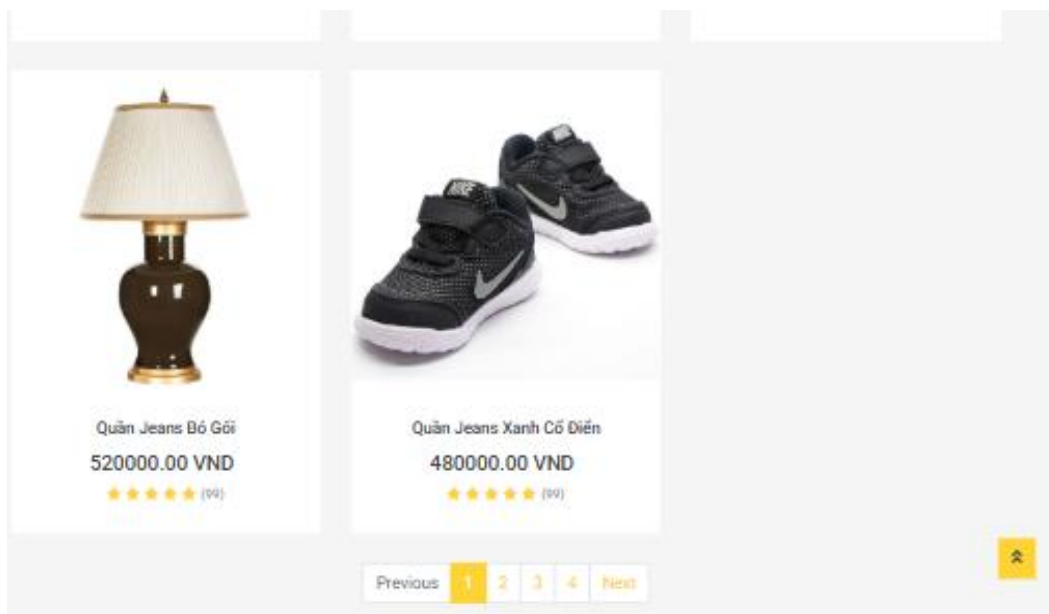 NIKE
Quần Jeans Bó Gối
Quần Jeans Xanh Cổ Điển
520000.00 VND
480000.00 VND
(99)
(99)
Previous 1 2 3 4 Next